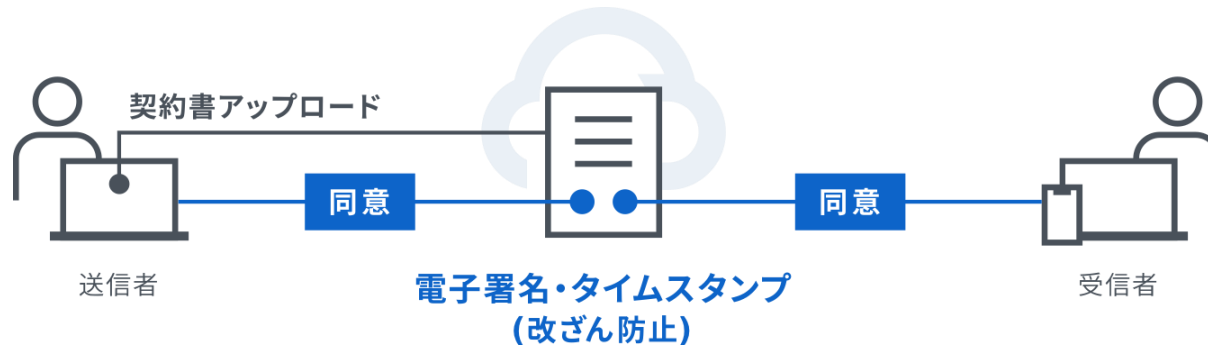 契約書アップロード
同意
同意
送信者
電子署名・タイムスタンプ
(改ざん防止)
受信者